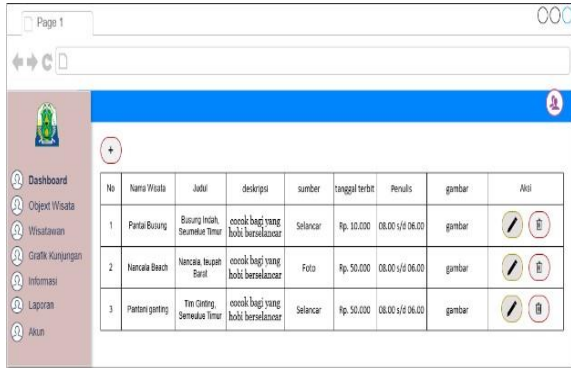 Page 1
+
Dashboard
Objext Wisata
Wisatawan
Grafik Kunjungan
Informasi
Laporan
Akun
No Nama Wisata Judul deskripsi sumber tanggal terbit Penulis gambar Aksi
1 Pantai Busung Busung Indah, cocok bagi yang Selancar Rp. 10.000 08.00 s/d 06.00 gambar
Seumelue Timur hobi berselancar
2 Nancala Beach Nancala, teupah cocok bagi yang Foto Rp. 50.000 08.00 s/d 06.00 gambar
Barat hobi berselancar
3 Pantani ganting Tim Ginting, cocok bagi yang Selancar Rp. 50.000 08.00 s/d 06.00 gambar
Semeulue Timur hobi berselancar